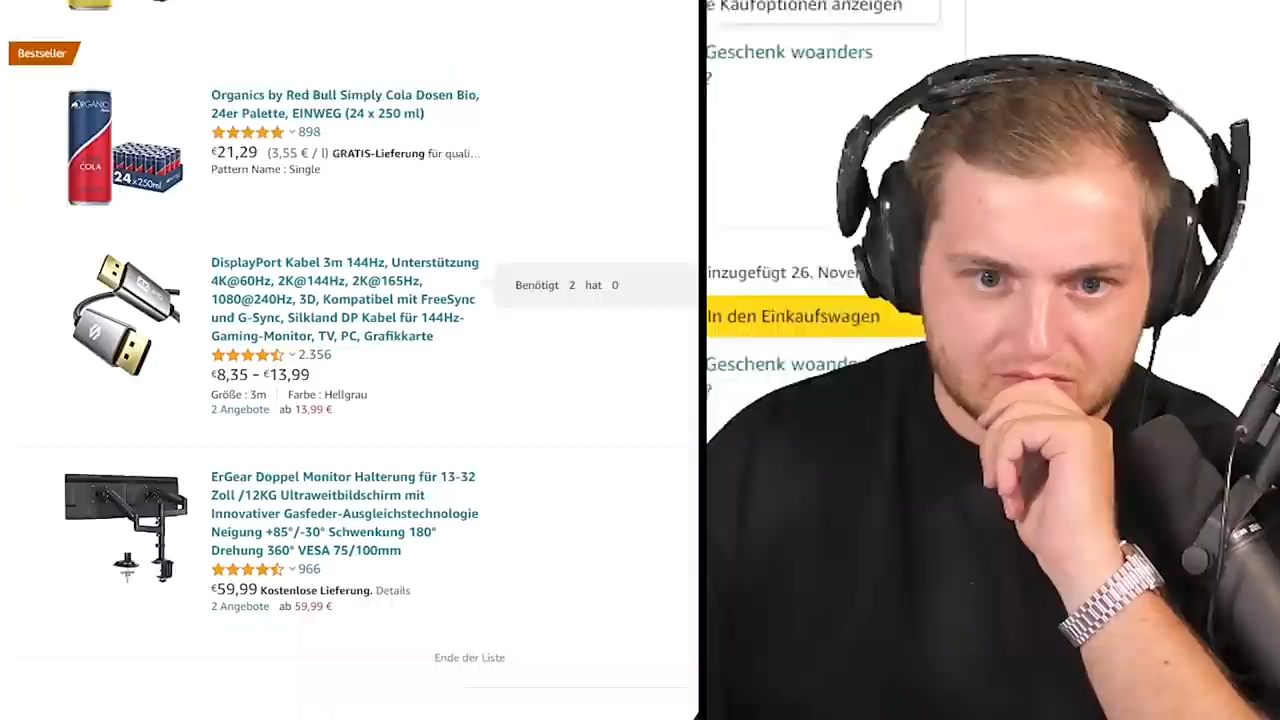 e Kaufoptionen anzeigen
Bestseller
Geschenk woanders
?
Organics by Red Bull Simply Cola Dosen Bio,
24er Palette, EINWEG (24 x 250 ml)
898
€21,29 (3,55 € / l) GRATIS-Lieferung für quali...
Pattern Name : Single
ORGANIC
COLA
24x250ml
DisplayPort Kabel 3m 144Hz, Unterstützung
4K@60Hz, 2K@144Hz, 2K@165Hz,
1080@240Hz, 3D, Kompatibel mit FreeSync
und G-Sync, Silkland DP Kabel für 144Hz-
Gaming-Monitor, TV, PC, Grafikkarte
2.356
€8,35 - €13,99
Größe : 3m Farbe : Hellgrau
2 Angebote ab 13,99 €
Benötigt 2 hat 0
inzugefügt 26. Nove
In den Einkaufswagen
Geschenk woande
?
ErGear Doppel Monitor Halterung für 13-32
Zoll /12KG Ultraweitbildschirm mit
Innovativer Gasfeder-Ausgleichstechnologie
Neigung +85°/-30° Schwenkung 180°
Drehung 360° VESA 75/100mm
966
€59,99 Kostenlose Lieferung. Details
2 Angebote ab 59,99 €
Ende der Liste